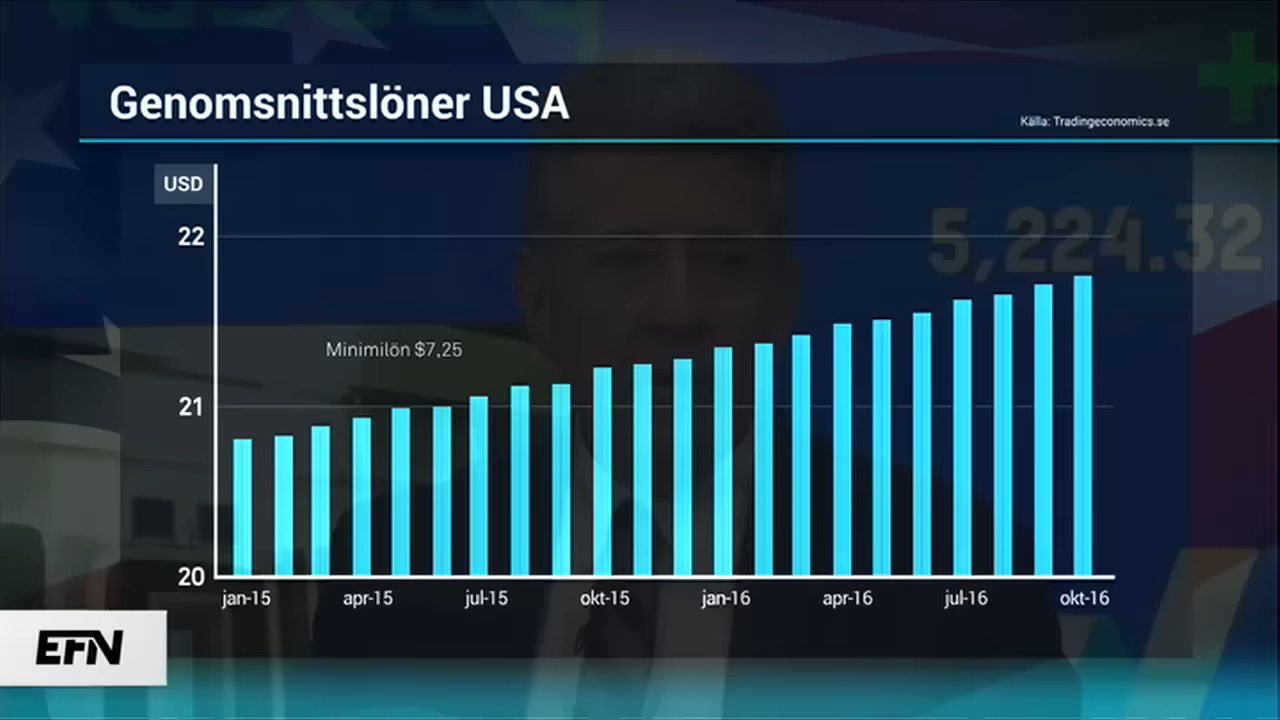 Genomsnittslöner USA
Källa: Tradingeconomics.se
USD
5,224.32
22
Minimilön $7,25
21
20
jan-15 apr-15 jul-15 okt-15 jan-16 apr-16 jul-16 okt-16
EFN